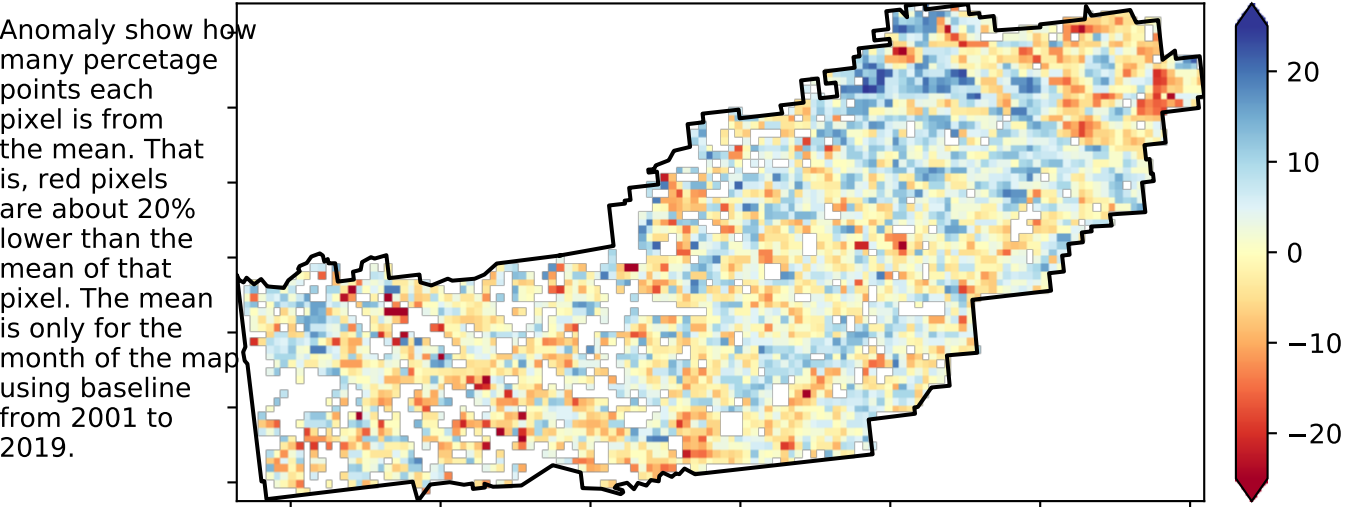 Anomaly show how
many percetage
points each
pixel is from
the mean. That
is, red pixels
are about 20%
lower than the
mean of that
pixel. The mean
is only for the
month of the map
using baseline
from 2001 to
2019.
20
10
0
−10
−20